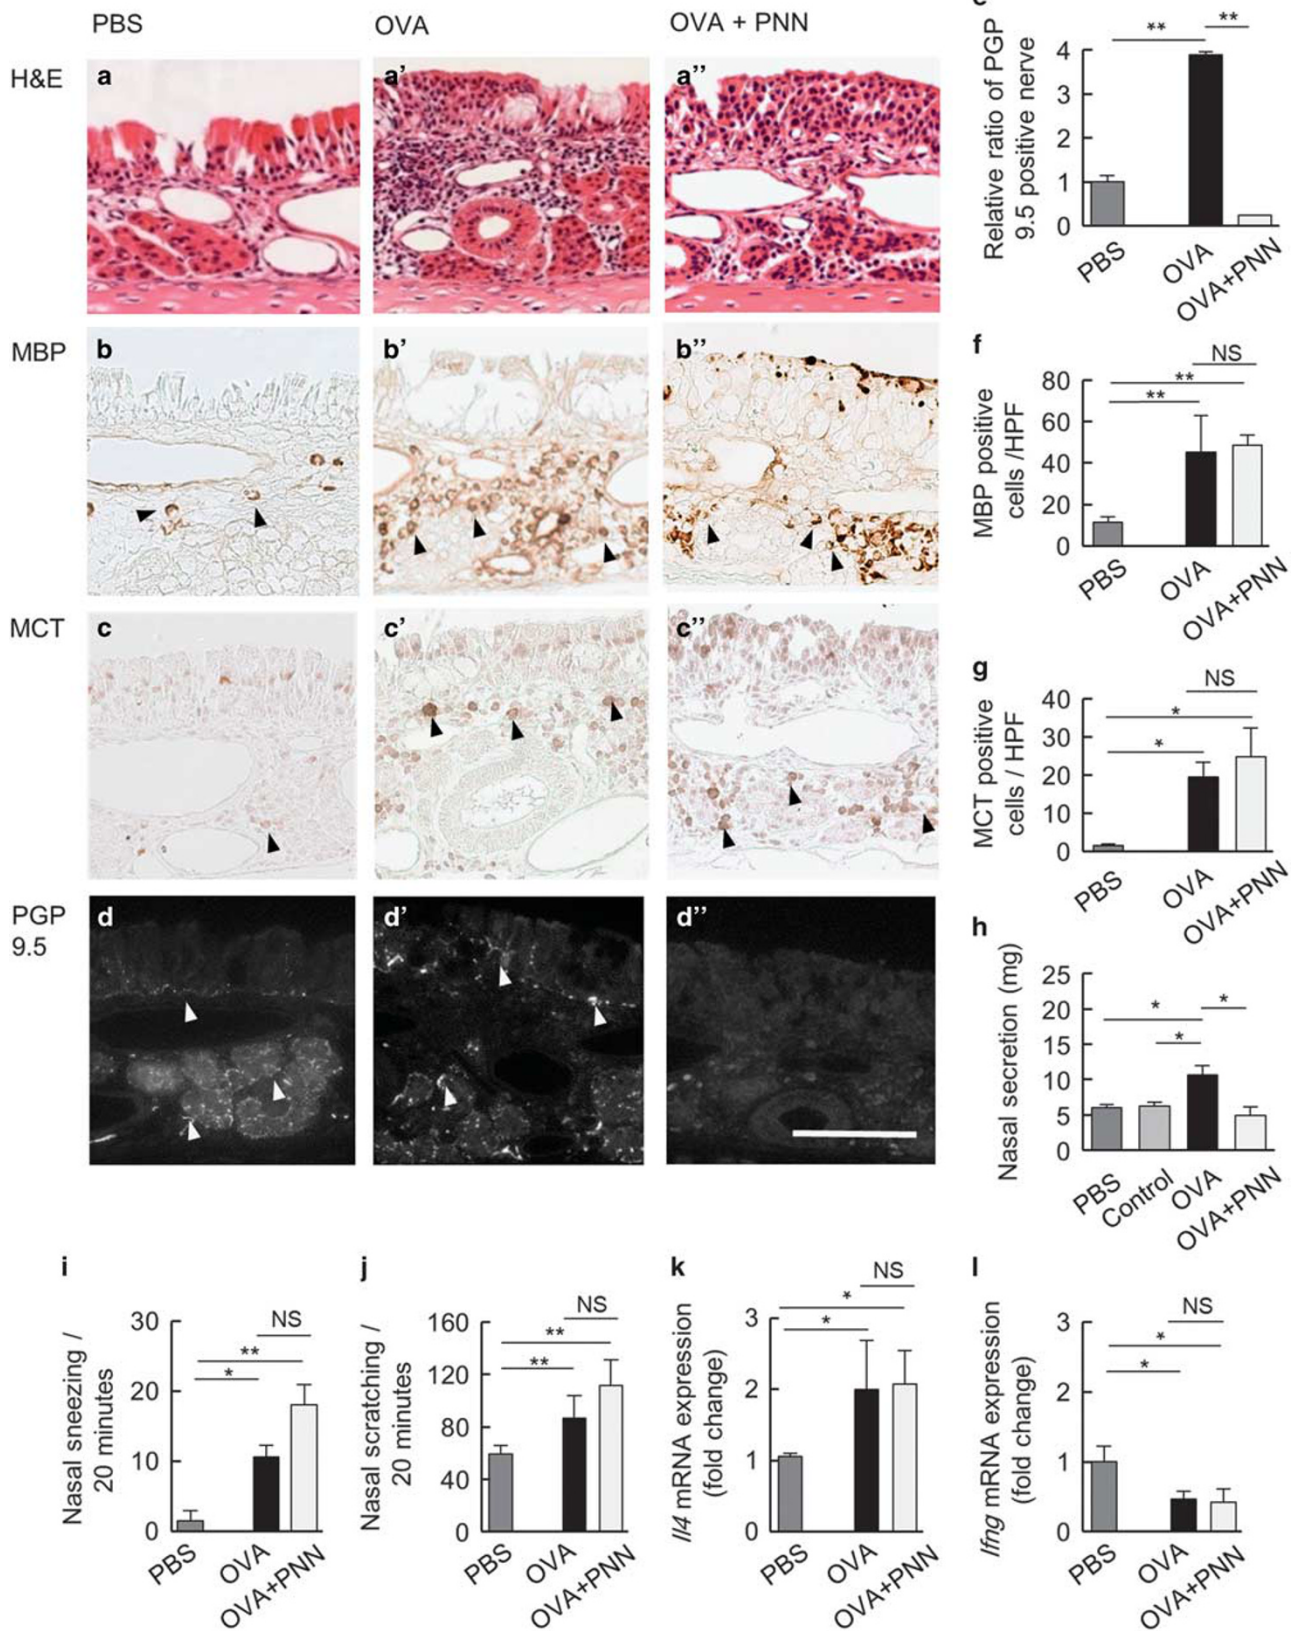 PBS
OVA
OVA + PNN
H&E
a
a'
a''
MBP
b
b'
b''
MCT
c
c'
c''
PGP
9.5
d
d'
d''
Relative ratio of PGP
9.5 positive nerve
4
3
2
1
0
**
**
PBS
OVA
OVA+PNN
f
MBP positive
cells /HPF
80
60
40
20
0
NS
**
**
PBS
OVA
OVA+PNN
g
MCT positive
cells / HPF
40
30
20
10
0
NS
*
*
PBS
OVA
OVA+PNN
h
Nasal secretion (mg)
25
20
15
10
5
0
*
*
*
PBS
Control
OVA
OVA+PNN
i
Nasal sneezing /
20 minutes
30
20
10
0
NS
**
*
PBS
OVA
OVA+PNN
j
Nasal scratching /
20 minutes
160
120
80
40
0
NS
**
**
PBS
OVA
OVA+PNN
k
Il4 mRNA expression
(fold change)
3
2
1
0
NS
*
*
PBS
OVA
OVA+PNN
l
Ifng mRNA expression
(fold change)
3
2
1
0
NS
*
*
PBS
OVA
OVA+PNN